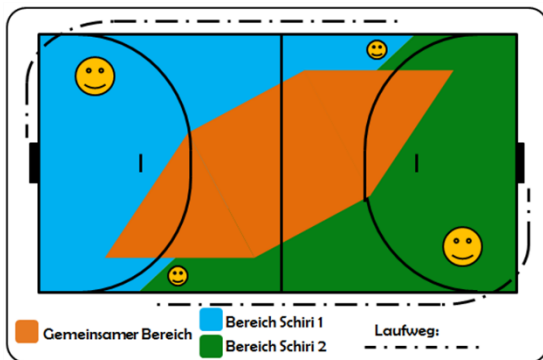 Gemeinsamer Bereich
Bereich Schiri 1
Bereich Schiri 2
Laufweg: